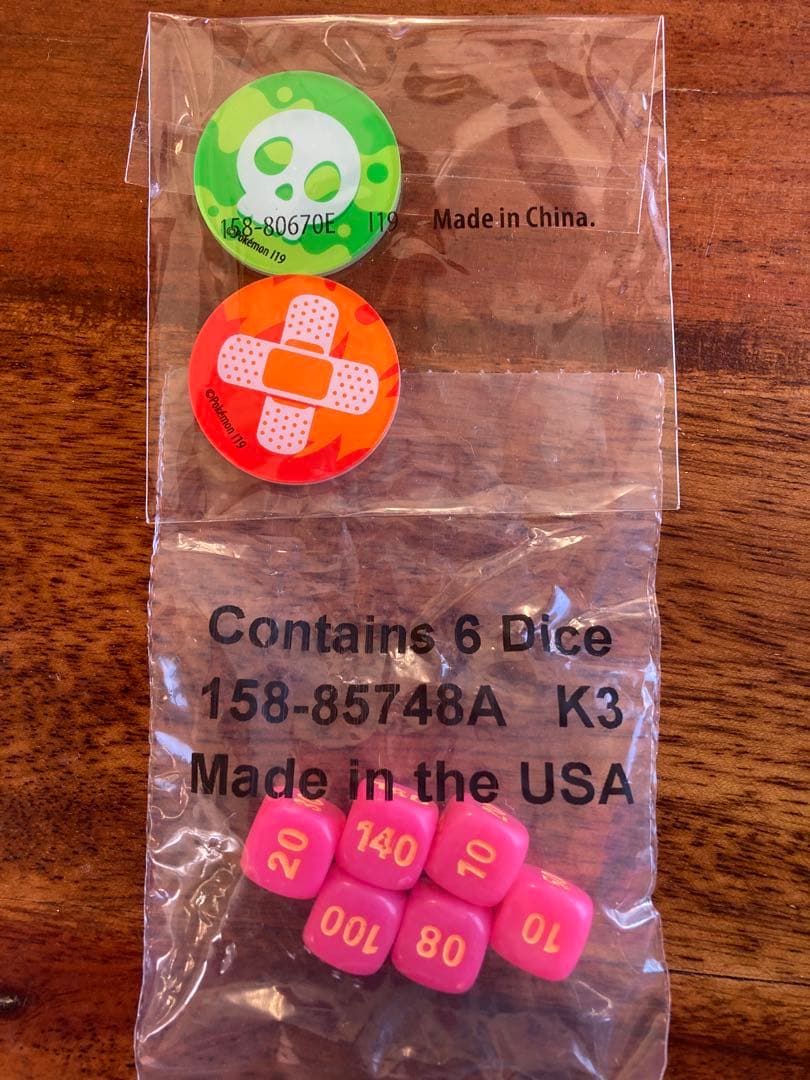 158-80670E I19 Made in China.
©Pokémon I19
©Pokémon I19
Contains 6 Dice
158-85748A K3
Made in the USA
20
140
10
100
80
10